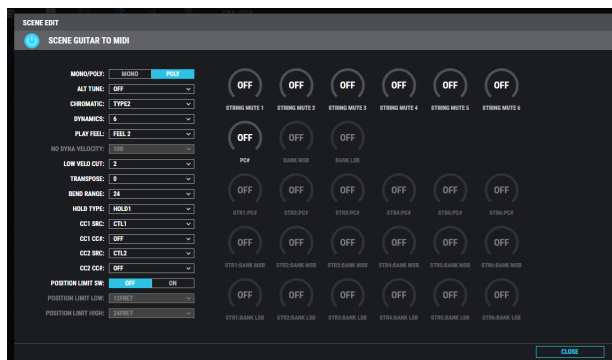 SCENE EDIT
SCENE GUITAR TO MIDI
MONO/POLY: MONO POLY
ALT TUNE: OFF
CHROMATIC: TYPE2
DYNAMICS: 6
PLAY FEEL: FEEL 2
NO DYNA VELOCITY: 100
LOW VELO CUT: 2
TRANSPOSE: 0
BEND RANGE: 24
HOLD TYPE: HOLD1
CC1 SRC: CTL1
CC1 CC#: OFF
CC2 SRC: CTL2
CC2 CC#: OFF
POSITION LIMIT SW: OFF ON
POSITION LIMIT LOW: 12FRET
POSITION LIMIT HIGH: 24FRET
OFF OFF OFF OFF OFF OFF
STRING MUTE 1 STRING MUTE 2 STRING MUTE 3 STRING MUTE 4 STRING MUTE 5 STRING MUTE 6
OFF OFF OFF
PC# BANK MSB BANK LSB
OFF OFF OFF OFF OFF OFF
STR1:PC# STR2:PC# STR3:PC# STR4:PC# STR5:PC# STR6:PC#
OFF OFF OFF OFF OFF OFF
STR1:BANK MSB STR2:BANK MSB STR3:BANK MSB STR4:BANK MSB STR5:BANK MSB STR6:BANK MSB
OFF OFF OFF OFF OFF OFF
STR1:BANK LSB STR2:BANK LSB STR3:BANK LSB STR4:BANK LSB STR5:BANK LSB STR6:BANK LSB
CLOSE